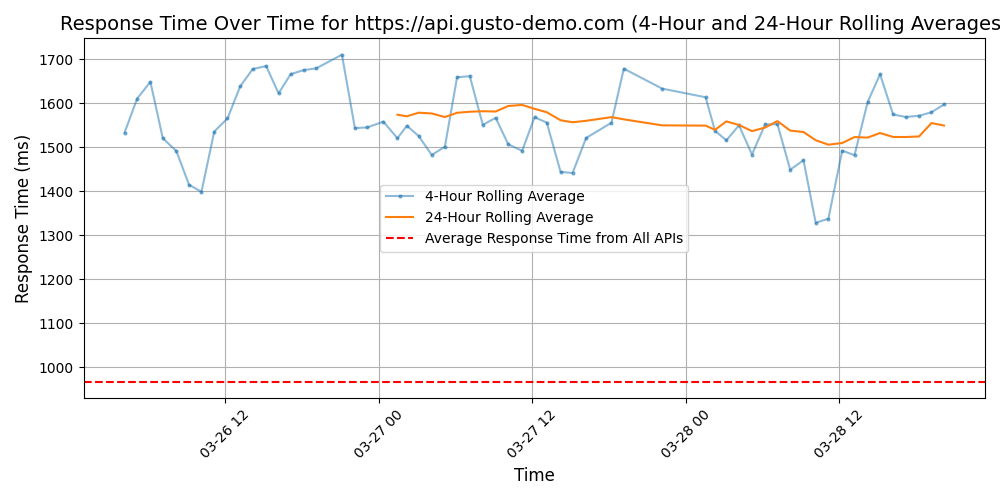 Response Time Over Time for https://api.gusto-demo.com (4-Hour and 24-Hour Rolling Averages
Response Time (ms)
1700
1600
1500
1400
1300
1200
1100
1000
4-Hour Rolling Average
24-Hour Rolling Average
Average Response Time from All APIs
03-26 12
03-27 00
03-27 12
03-28 00
03-28 12
Time